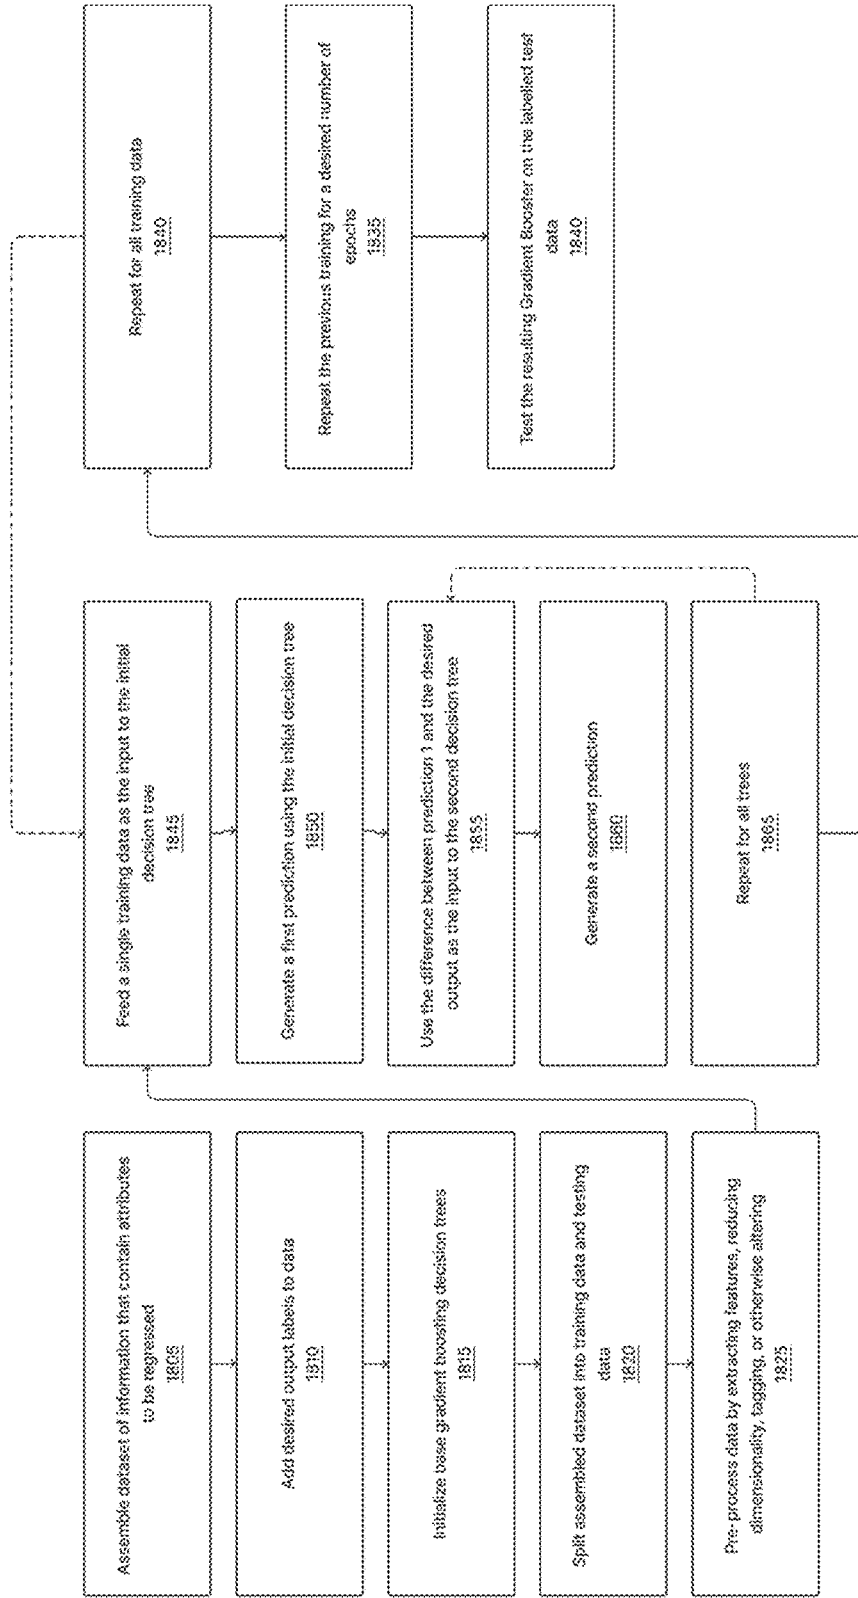 Assemble dataset of information that contain attributes
to be regressed
1805
Add desired output labels to data
1810
Initialize base gradient boosting decision trees
1815
Split assembled dataset into training data and testing
data
1820
Pre-process data by extracting features, reducing
dimensionality, tagging, or otherwise altering
1825
Feed a single training data as the input to the initial
decision tree
1845
Generate a first prediction using the initial decision tree
1850
Use the difference between prediction 1 and the desired
output as the input to the second decision tree
1855
Generate a second prediction
1860
Repeat for all trees
1865
Repeat for all training data
1840
Repeat the previous training for a desired number of
epochs
1835
Test the resulting Gradient Booster on the labelled test
data
1840